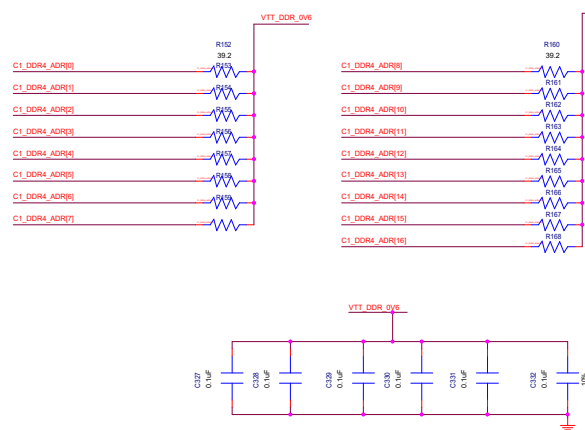 VTT_DDR_0V6
R152
39.2
C1_DDR4_ADR[0]
R153
C1_DDR4_ADR[1]
R154
C1_DDR4_ADR[2]
R155
C1_DDR4_ADR[3]
R156
C1_DDR4_ADR[4]
R157
C1_DDR4_ADR[5]
R158
C1_DDR4_ADR[6]
R159
C1_DDR4_ADR[7]
R160
39.2
C1_DDR4_ADR[8]
R161
C1_DDR4_ADR[9]
R162
C1_DDR4_ADR[10]
R163
C1_DDR4_ADR[11]
R164
C1_DDR4_ADR[12]
R165
C1_DDR4_ADR[13]
R166
C1_DDR4_ADR[14]
R167
C1_DDR4_ADR[15]
R168
C1_DDR4_ADR[16]
VTT_DDR_0V6
C327
0.1uF
C328
0.1uF
C329
0.1uF
C330
0.1uF
C331
0.1uF
C332
0.1uF
10%